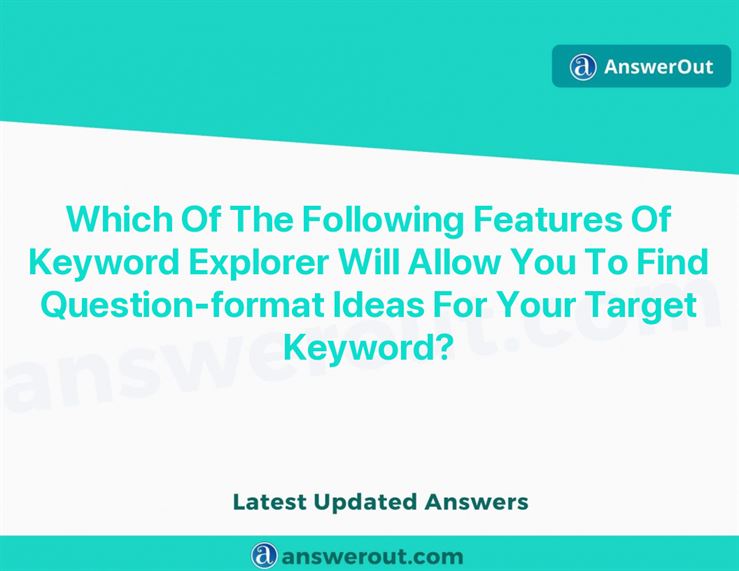 AnswerOut
Which Of The Following Features Of
Keyword Explorer Will Allow You To Find
Question-format Ideas For Your Target
Keyword?
answerout.com
Latest Updated Answers
answerout.com